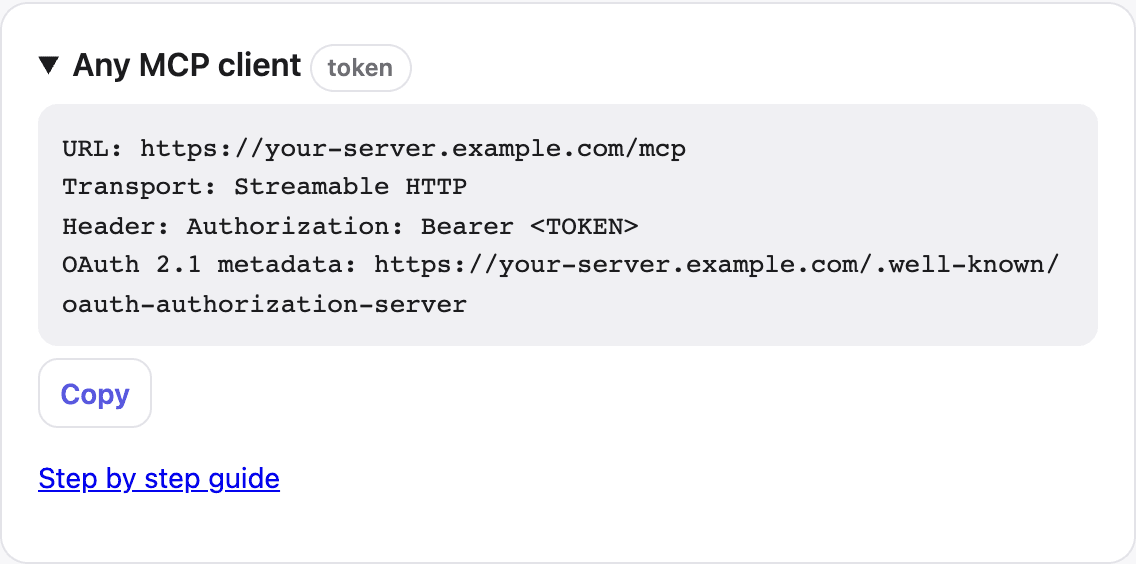 ▼ Any MCP client token
URL: https://your-server.example.com/mcp
Transport: Streamable HTTP
Header: Authorization: Bearer <TOKEN>
OAuth 2.1 metadata: https://your-server.example.com/.well-known/
oauth-authorization-server
Copy
Step by step guide